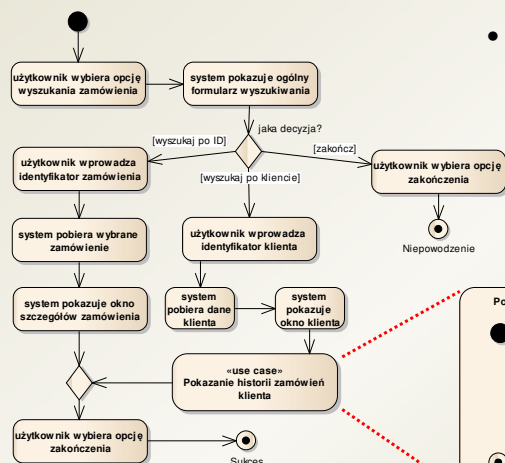 użytkownik wybiera opcję
wyszukania zamówienia
system pokazuje ogólny
formularz wyszukiwania
jaka decyzja?
[wyszukaj po ID]
[zakończ]
użytkownik wprowadza
identyfikator zamówienia
[wyszukaj po kliencie]
użytkownik wybiera opcję
zakończenia
system pobiera wybrane
zamówienie
użytkownik wprowadza
identyfikator klienta
Niepowodzenie
system pokazuje okno
szczegółów zamówienia
system
pobiera dane
klienta
system
pokazuje
okno klienta
Po
«use case»
Pokazanie historii zamówień
klienta
użytkownik wybiera opcję
zakończenia
Sukces